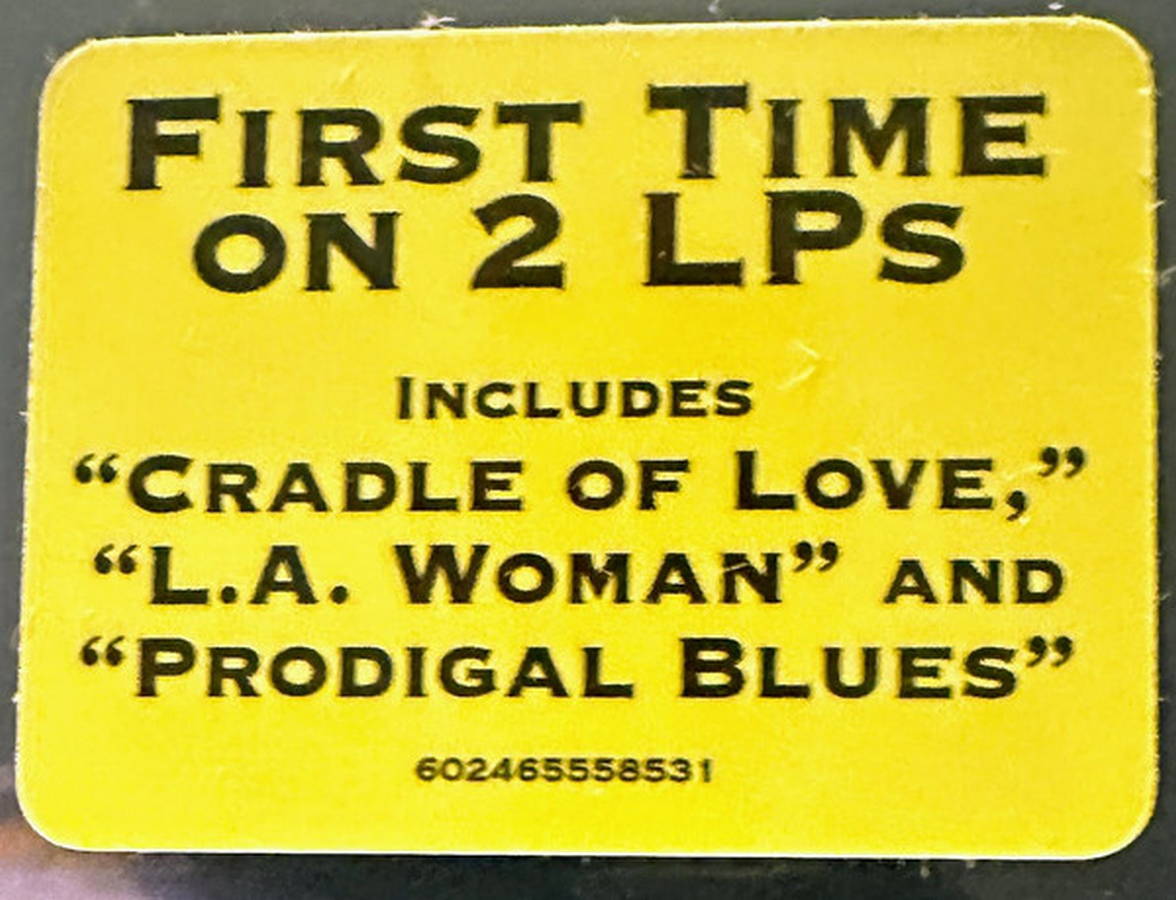 FIRST TIME
ON 2 LPS
INCLUDES
“CRADLE OF LOVE,”
“L.A. WOMAN” AND
“PRODIGAL BLUES”
602465558531